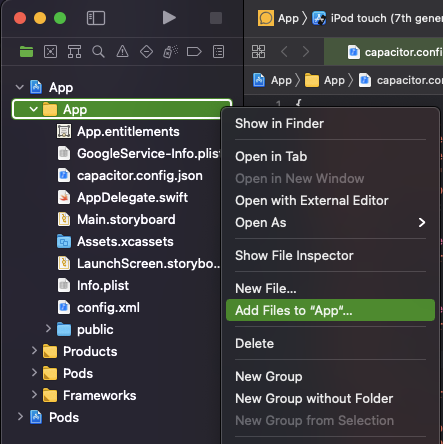 App
iPod touch (7th gener
capacitor.config
App
App
capacitor.co
1
{
App
App
App.entitlements
GoogleService-Info.plist
capacitor.config.json
AppDelegate.swift
Main.storyboard
Assets.xcassets
LaunchScreen.storybo...
Info.plist
config.xml
public
Products
Pods
Frameworks
Pods
Show in Finder
Open in Tab
Open in New Window
Open with External Editor
Open As
Show File Inspector
New File...
Add Files to “App”...
Delete
New Group
New Group without Folder
New Group from Selection